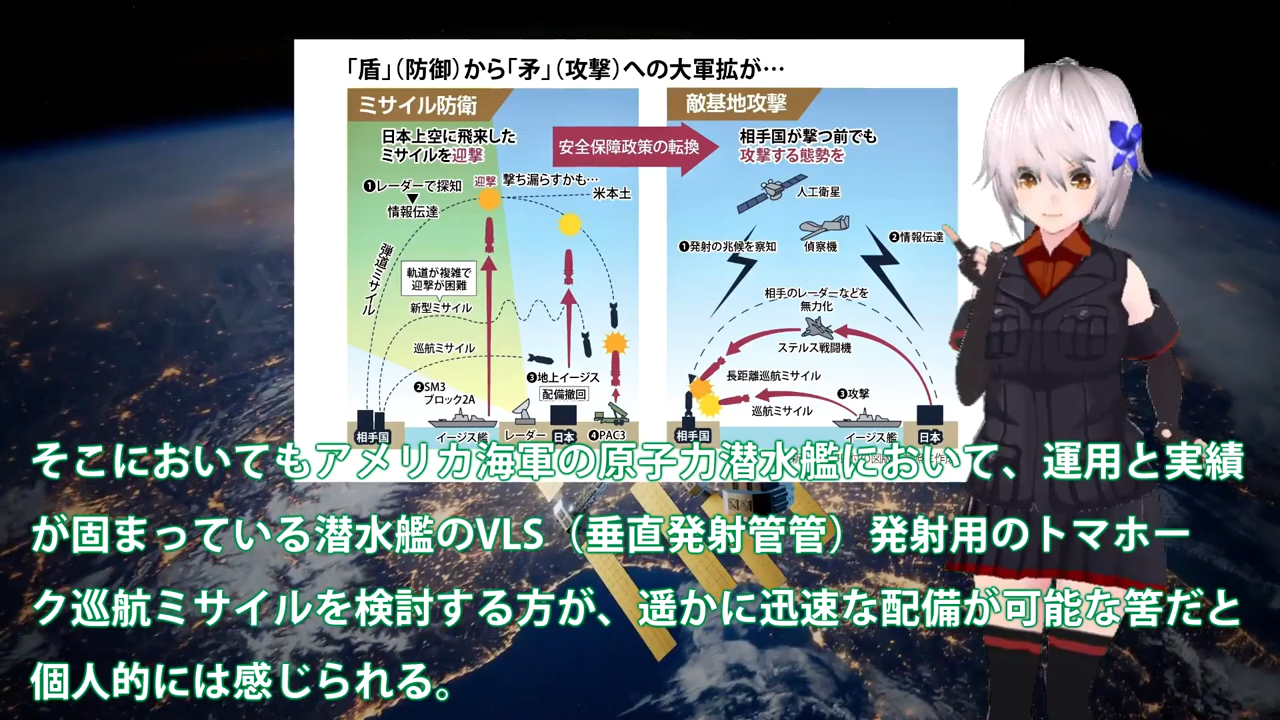 「盾」(防御)から「矛」(攻撃)への大軍拡が…
ミサイル防衛
日本上空に飛来した
ミサイルを迎撃
❶レーダーで探知
▼
情報伝達
迎撃
撃ち漏らすかも…
米本土
弾道ミサイル
軌道が複雑で
迎撃が困難
新型ミサイル
巡航ミサイル
❷SM3
ブロック2A
❸地上イージス
配備撤回
相手国
イージス艦
レーダー
日本
❹PAC3
安全保障政策の転換
敵基地攻撃
相手国が撃つ前でも
攻撃する態勢を
人工衛星
❶発射の兆候を察知
偵察機
❷情報伝達
相手のレーダーなどを
無力化
ステルス戦闘機
長距離巡航ミサイル
❸攻撃
巡航ミサイル
相手国
イージス艦
日本
そこにおいてもアメリカ海軍の原子力潜水艦において、運用と実績
が固まっている潜水艦のVLS（垂直発射管管）発射用のトマホー
ク巡航ミサイルを検討する方が、遥かに迅速な配備が可能な筈だと
個人的には感じられる。